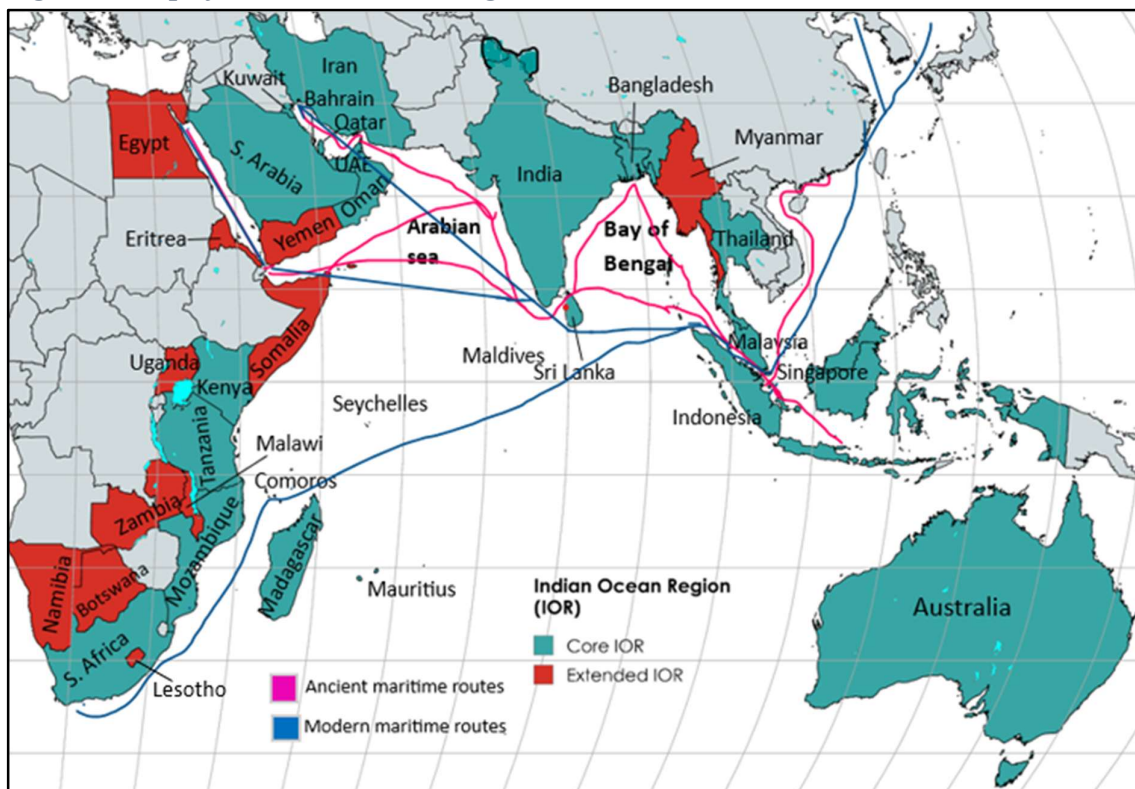 Iran
Kuwait
Bahrain
Qatar
Bangladesh
Egypt
S. Arabia
UAE
Oman
India
Myanmar
Eritrea
Yemen
Arabian
sea
Bay of
Bengal
Thailand
Somalia
Uganda
Kenya
Maldives
Sri Lanka
Malaysia
Singapore
Seychelles
Indonesia
Tanzania
Malawi
Comoros
Zambia
Mozambique
Madagascar
Namibia
Botswana
Mauritius
S. Africa
Lesotho
Australia
Indian Ocean Region
(IOR)
Core IOR
Extended IOR
Ancient maritime routes
Modern maritime routes